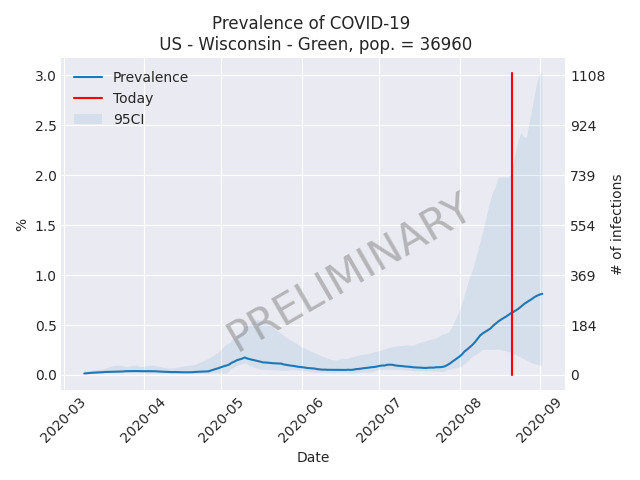 Prevalence of COVID-19
US - Wisconsin - Green, pop. = 36960
Prevalence
Today
95CI
PRELIMINARY
3.0
2.5
2.0
1.5
1.0
0.5
0.0
%
1108
924
739
554
369
184
0
# of infections
2020-03
2020-04
2020-05
2020-06
2020-07
2020-08
2020-09
Date